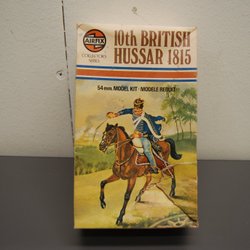 AIRFIX
COLLECTORS
SERIES
10th BRITISH
HUSSAR 1815
54mm. MODEL KIT · MODELE REDUIT